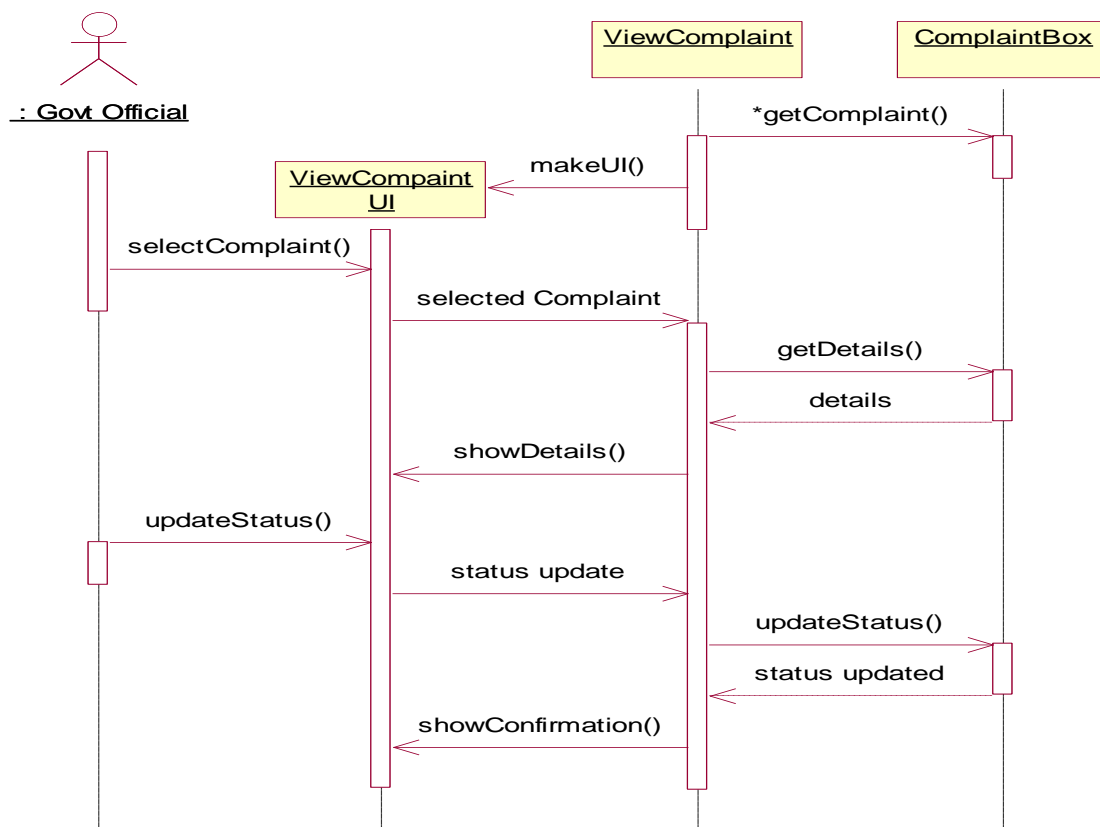 ViewComplaint
ComplaintBox
: Govt Official
*getComplaint()
makeUI()
ViewCompaint
UI
selectComplaint()
selected Complaint
getDetails()
details
showDetails()
updateStatus()
status update
updateStatus()
status updated
showConfirmation()